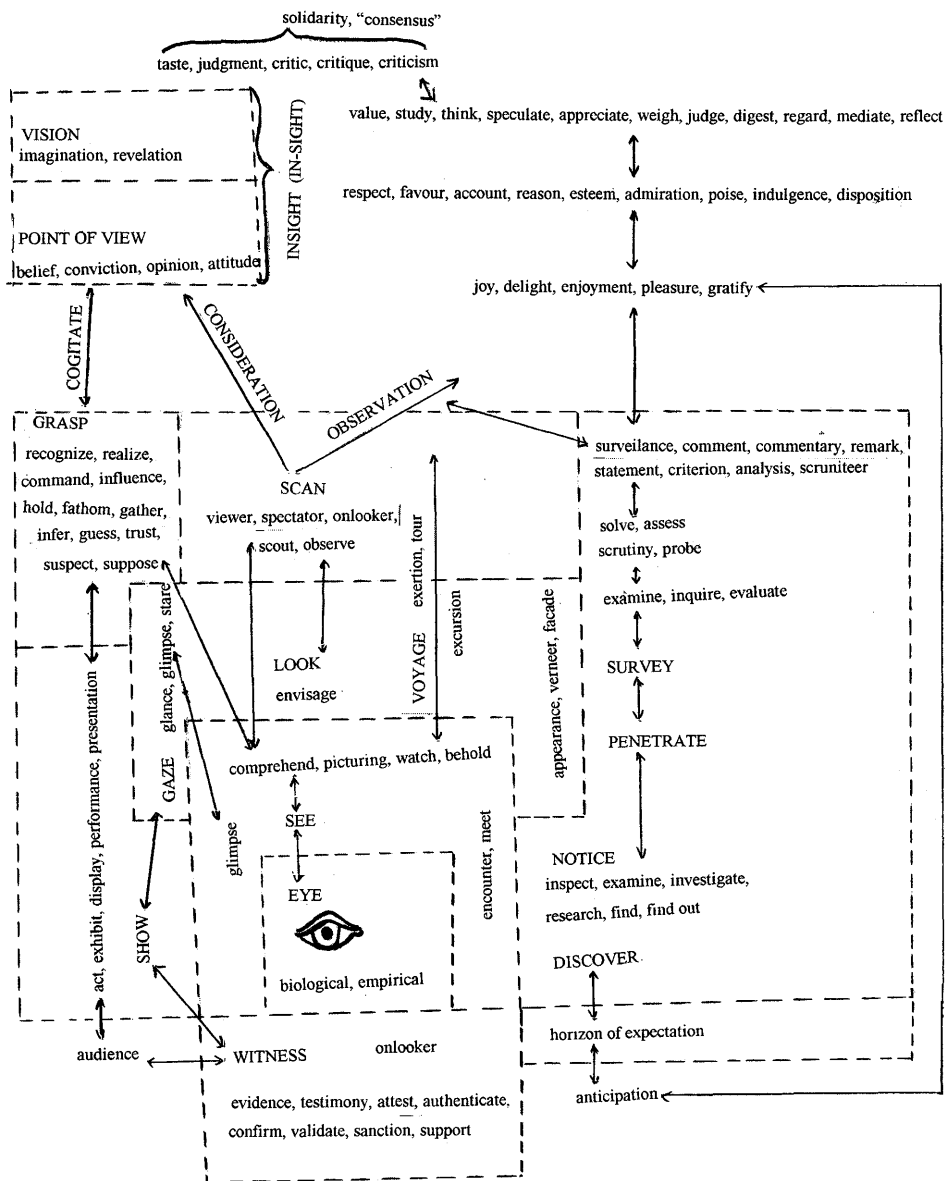 solidarity, “consensus”
taste, judgment, critic, critique, criticism
value, study, think, speculate, appreciate, weigh, judge, digest, regard, mediate, reflect
VISION
imagination, revelation
INSIGHT (IN-SIGHT)
respect, favour, account, reason, esteem, admiration, poise, indulgence, disposition
POINT OF VIEW
belief, conviction, opinion, attitude
joy, delight, enjoyment, pleasure, gratify
COGITATE
CONSIDERATION
OBSERVATION
GRASP
recognize, realize,
command, influence,
hold, fathom, gather,
infer, guess, trust,
suspect, suppose
SCAN
viewer, spectator, onlooker,
scout, observe
surveilance, comment, commentary, remark,
statement, criterion, analysis, scruniteer
solve, assess
scrutiny, probe
examine, inquire, evaluate
SURVEY
PENETRATE
NOTICE
inspect, examine, investigate,
research, find, find out
DISCOVER
horizon of expectation
anticipation
VOYAGE exertion, tour
excursion
appearance, verneer, facade
LOOK
envisage
GAZE glance, glimpse, stare
act, exhibit, display, performance, presentation
SHOW
comprehend, picturing, watch, behold
SEE
glimpse
encounter, meet
EYE
biological, empirical
audience
WITNESS onlooker
evidence, testimony, attest, authenticate,
confirm, validate, sanction, support